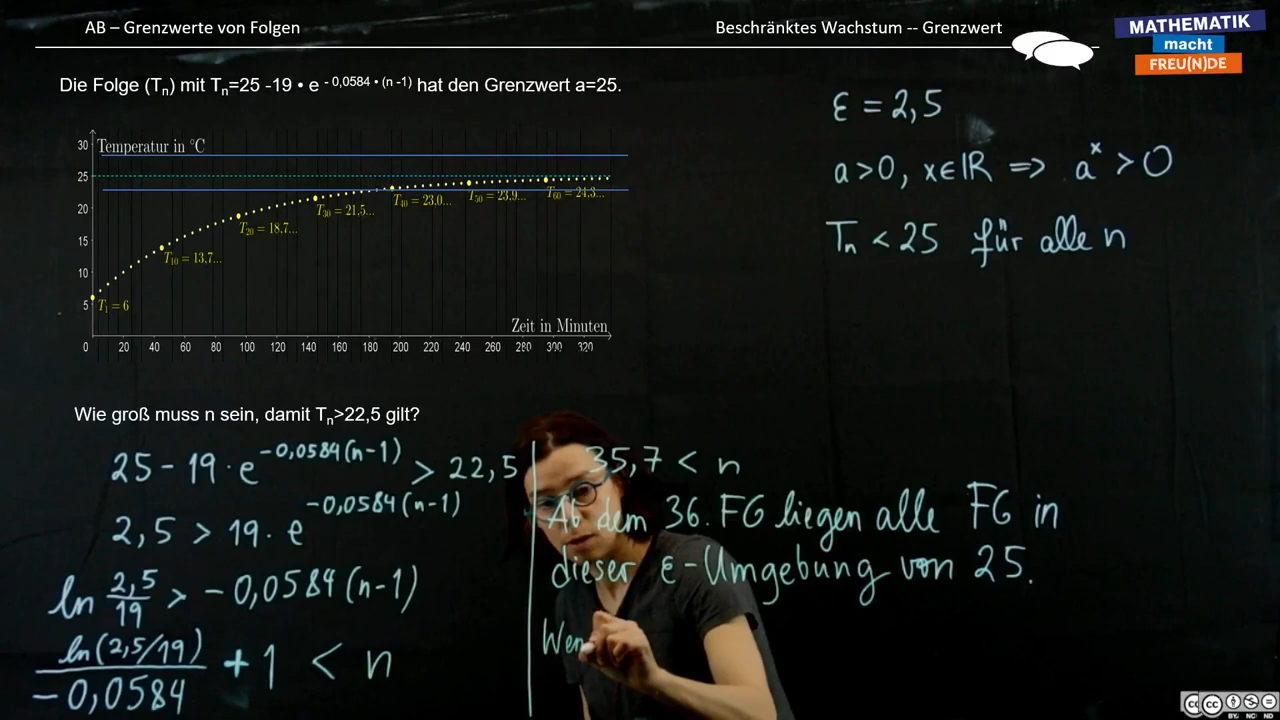 AB – Grenzwerte von Folgen
Beschränktes Wachstum -- Grenzwert
MATHEMATIK
macht
FREU(N)DE
Die Folge (Tn) mit Tn=25 -19 • e - 0,0584 • (n -1) hat den Grenzwert a=25.
ε = 2,5
a>0, x∈ℝ ⇒ a^x > 0
Tn < 25 für alle n
Temperatur in °C
30
25
20
15
10
5
T1 = 6
T10 = 13,7...
T20 = 18,7...
T30 = 21,5...
T40 = 23,0...
T50 = 23,9...
T60 = 24,3...
Zeit in Minuten
0 20 40 60 80 100 120 140 160 180 200 220 240 260 280 300 320
Wie groß muss n sein, damit Tn>22,5 gilt?
25 - 19 · e^-0,0584(n-1) > 22,5
2,5 > 19 · e^-0,0584(n-1)
ln 2,5/19 > -0,0584(n-1)
ln(2,5/19)/-0,0584 + 1 < n
35,7 < n
Ab dem 36. FG liegen alle FG in
dieser ε-Umgebung von 25.
Wen
CC BY NC ND